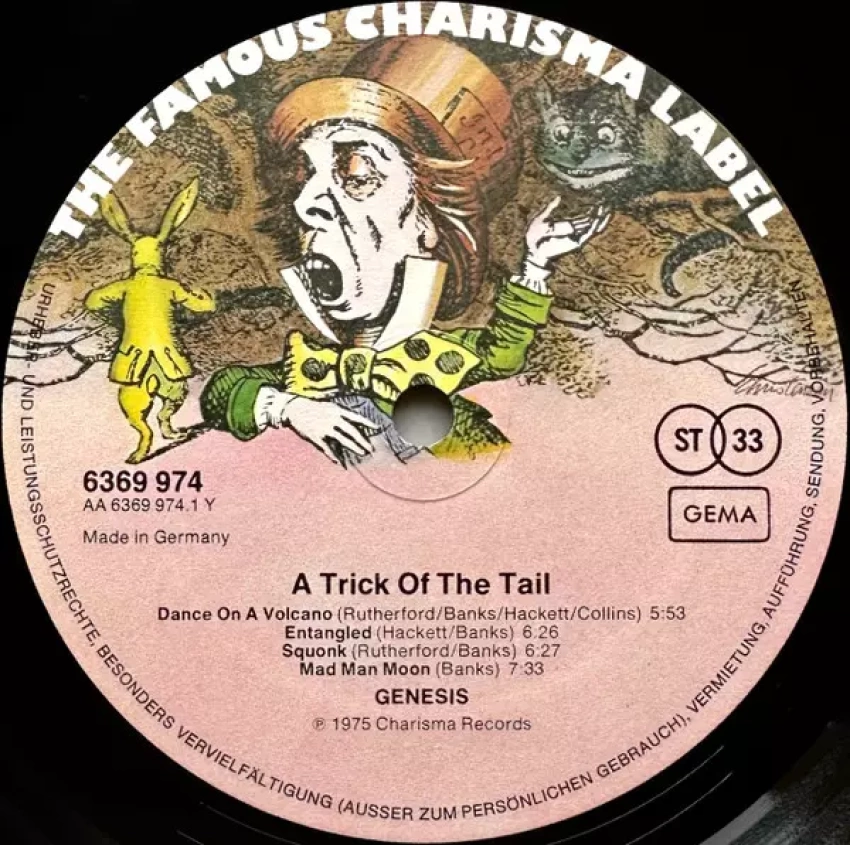 THE FAMOUS CHARISMA LABEL
URHEBER- UND LEISTUNGSSCHUTZRECHTE, BESONDERS VERVIELFÄLTIGUNG (AUSSER ZUM PERSÖNLICHEN GEBRAUCH), VERMIETUNG, AUFFÜHRUNG, SENDUNG, VORBEHALTEN
6369 974
AA 6369 974.1 Y
Made in Germany
ST 33
GEMA
A Trick Of The Tail
Dance On A Volcano (Rutherford/Banks/Hackett/Collins) 5:53
Entangled (Hackett/Banks) 6.26
Squonk (Rutherford/Banks) 6:27
Mad Man Moon (Banks) 7:33
GENESIS
℗ 1975 Charisma Records